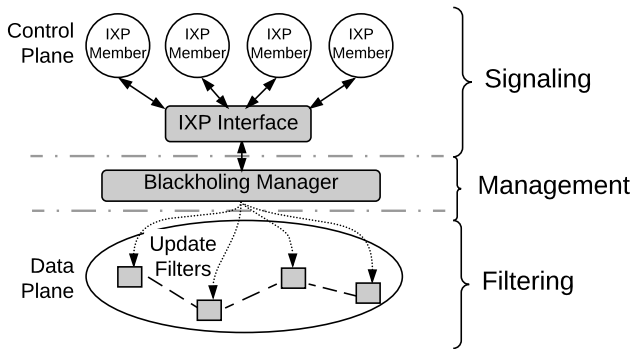 Control
Plane
IXP
Member
IXP
Member
IXP
Member
IXP
Member
Signaling
IXP Interface
Blackholing Manager
Management
Update
Filters
Data
Plane
Filtering